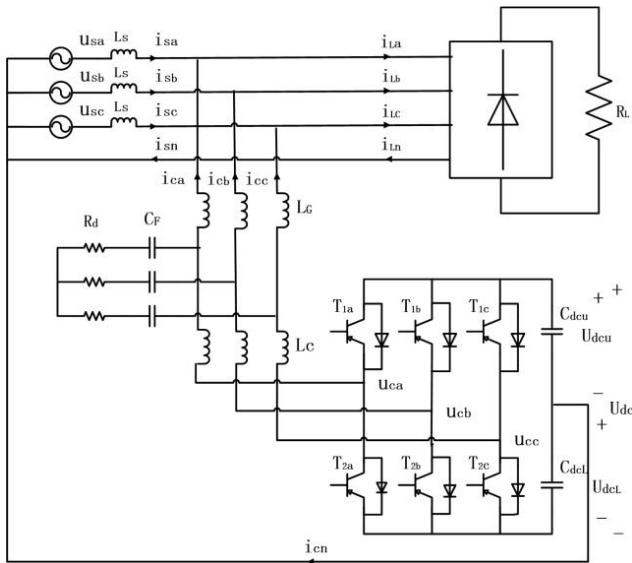 usa Ls isa iLa
usb Ls isb iLb
usc Ls isc iLC
RL
isn iLn
ica icb icc
LG
Rd CF
T1a T1b T1c Cdcu + +
Udcu
LC
uca
ucb
ucc
− Udc
+
T2a T2b T2c CdcL
UdcL
− −
icn